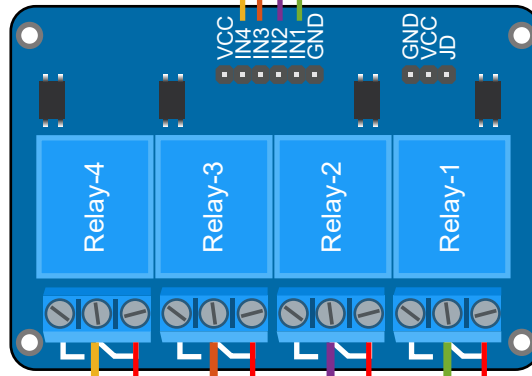 VCC
IN4
IN3
IN2
IN1
GND
GND
VCC
JD
Relay-4
Relay-3
Relay-2
Relay-1